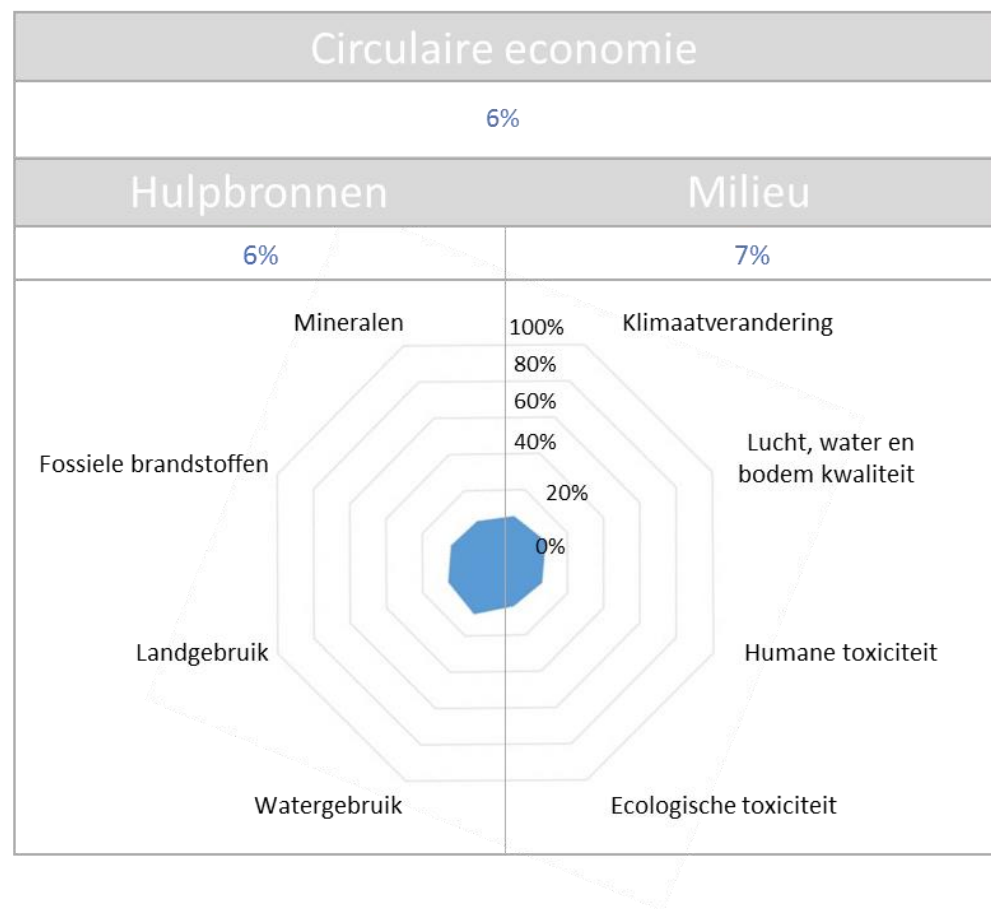 Circulaire economie
6%
Hulpbronnen Milieu
6% 7%
Mineralen 100% Klimaatverandering
80%
60%
40%
Lucht, water en
bodem kwaliteit
Fossiele brandstoffen
20%
0%
Landgebruik
Humane toxiciteit
Watergebruik
Ecologische toxiciteit